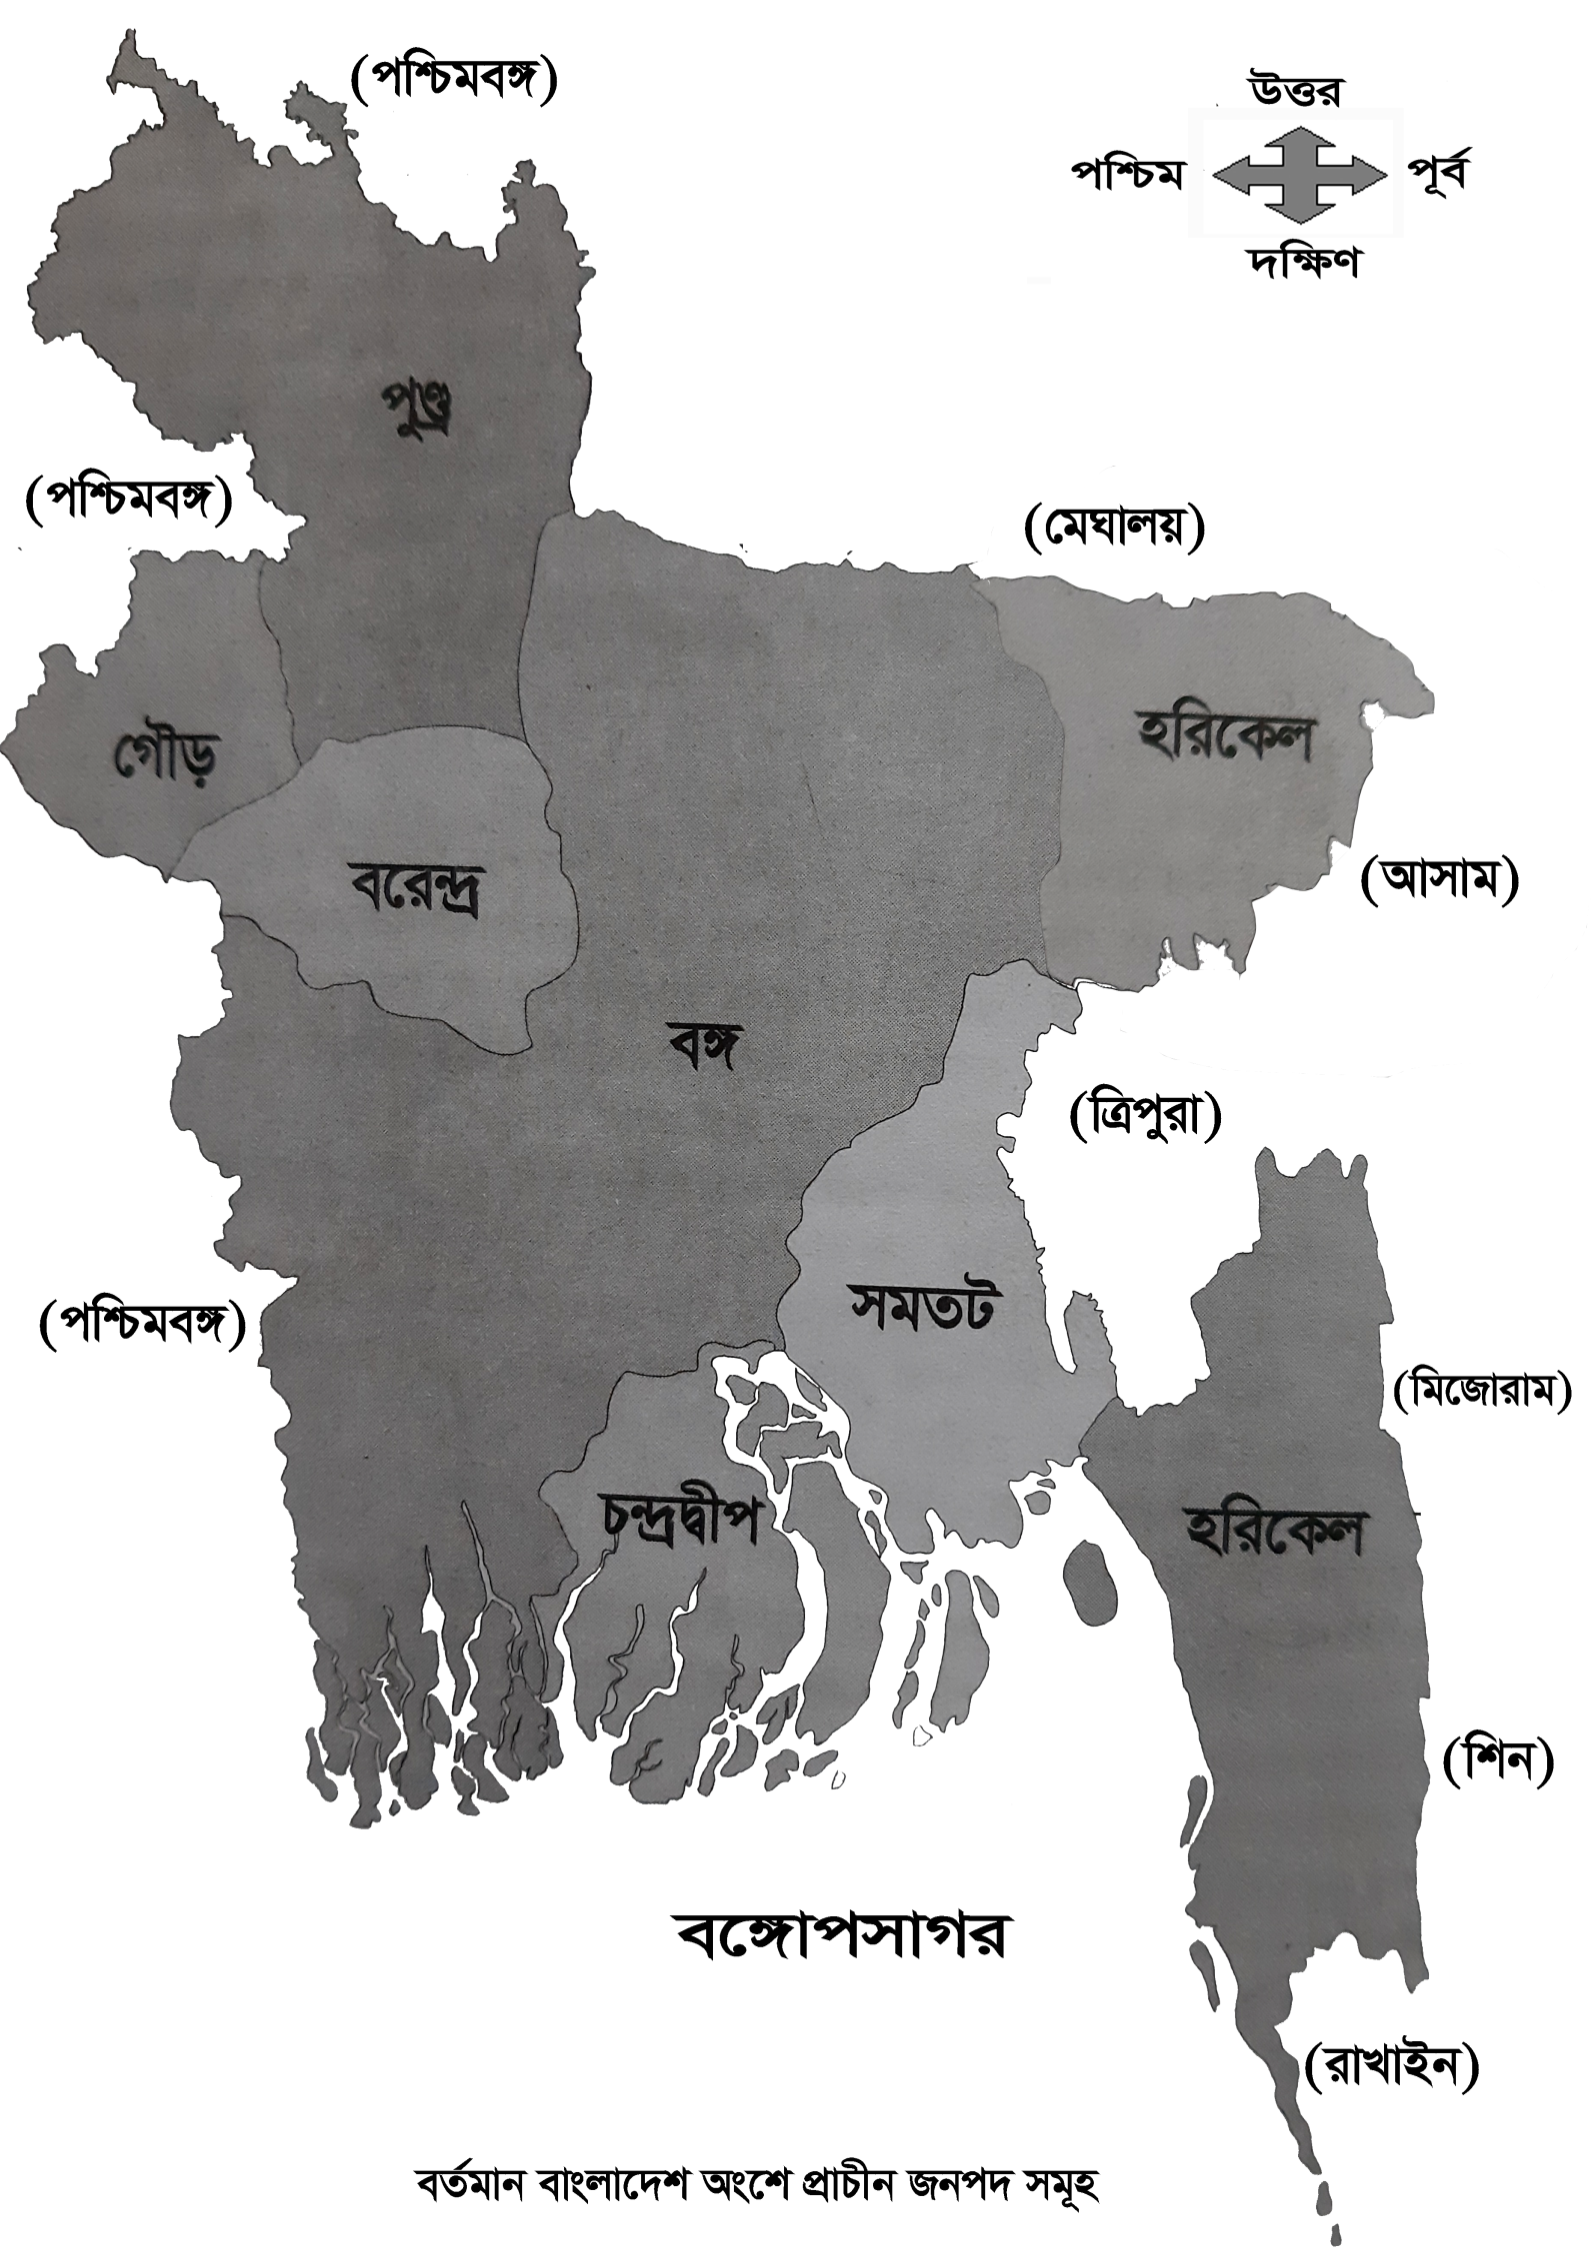 (পশ্চিমবঙ্গ)
উত্তর
পশ্চিম
পূর্ব
দক্ষিণ
পুণ্ড্র
(পশ্চিমবঙ্গ)
(মেঘালয়)
গৌড়
হরিকেল
বরেন্দ্র
(আসাম)
বঙ্গ
(ত্রিপুরা)
সমতট
(পশ্চিমবঙ্গ)
(মিজোরাম)
চন্দ্রদ্বীপ
হরিকেল
(শিন)
বঙ্গোপসাগর
(রাখাইন)
বর্তমান বাংলাদেশ অংশে প্রাচীন জনপদ সমূহ